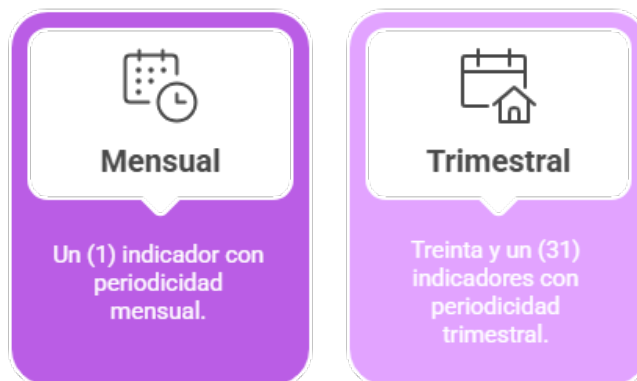 Mensual
Un (1) indicador con
periodicidad
mensual.
Trimestral
Treinta y un (31)
indicadores con
periodicidad
trimestral.